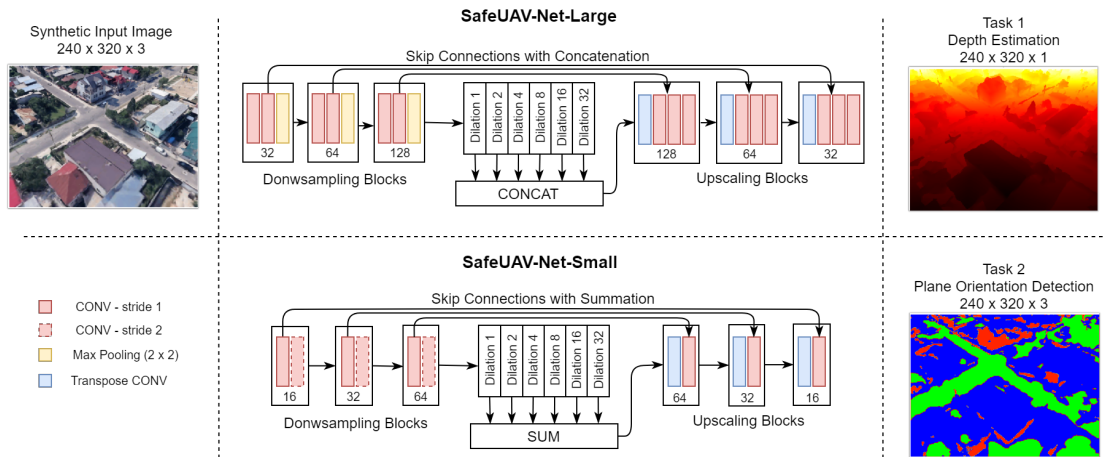 SafeUAV-Net-Large
Synthetic Input Image
240 x 320 x 3
Skip Connections with Concatenation
Dilation 1
Dilation 2
Dilation 4
Dilation 8
Dilation 16
Dilation 32
32
64
128
Donwsampling Blocks
CONCAT
128
64
32
Upscaling Blocks
Task 1
Depth Estimation
240 x 320 x 1
SafeUAV-Net-Small
CONV - stride 1
CONV - stride 2
Max Pooling (2 x 2)
Transpose CONV
Skip Connections with Summation
Dilation 1
Dilation 2
Dilation 4
Dilation 8
Dilation 16
Dilation 32
16
32
64
Donwsampling Blocks
SUM
64
32
16
Upscaling Blocks
Task 2
Plane Orientation Detection
240 x 320 x 3